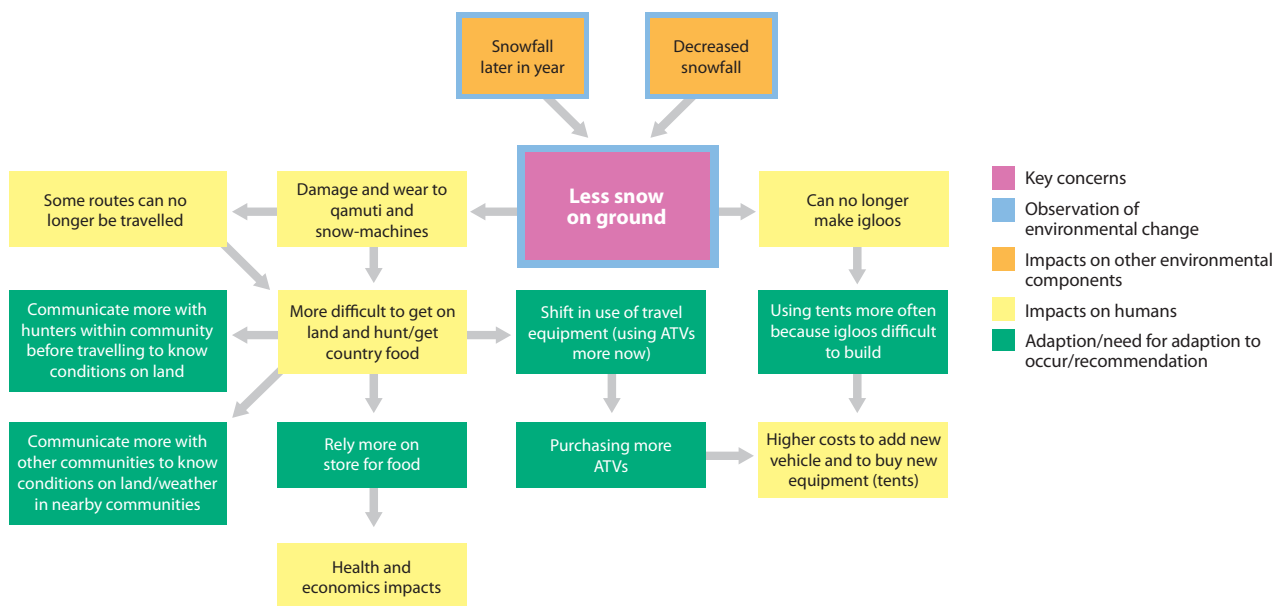 Snowfall
later in year
Decreased
snowfall
Less snow
on ground
Some routes can no
longer be travelled
Damage and wear to
qamuti and
snow-machines
Can no longer
make igloos
Communicate more with
hunters within community
before travelling to know
conditions on land
More difficult to get on
land and hunt/get
country food
Shift in use of travel
equipment (using ATVs
more now)
Using tents more often
because igloos difficult
to build
Communicate more with
other communities to know
conditions on land/weather
in nearby communities
Rely more on
store for food
Purchasing more
ATVs
Higher costs to add new
vehicle and to buy new
equipment (tents)
Health and
economics impacts
Key concerns
Observation of
environmental change
Impacts on other environmental
components
Impacts on humans
Adaption/need for adaption to
occur/recommendation